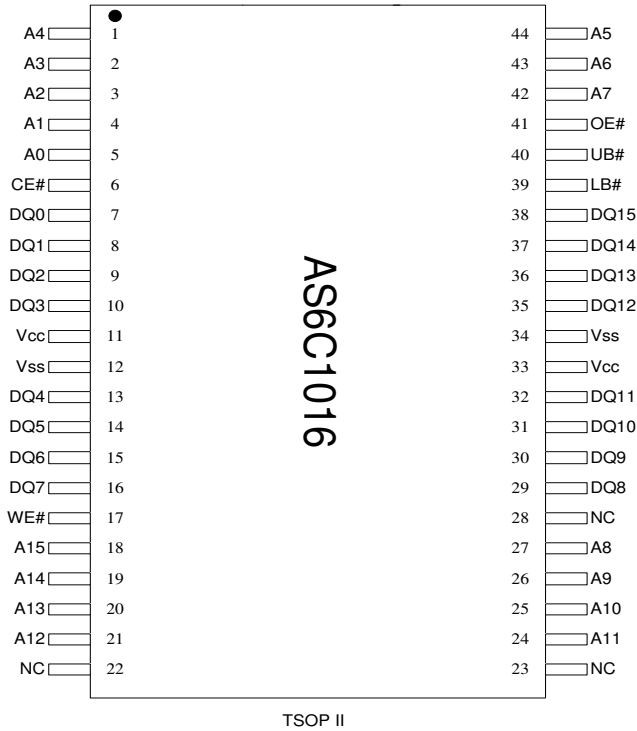 A4 1 44 A5
A3 2 43 A6
A2 3 42 A7
A1 4 41 OE#
A0 5 40 UB#
CE# 6 39 LB#
DQ0 7 38 DQ15
DQ1 8 37 DQ14
DQ2 9 36 DQ13
DQ3 10 35 DQ12
Vcc 11 34 Vss
Vss 12 33 Vcc
DQ4 13 32 DQ11
DQ5 14 31 DQ10
DQ6 15 30 DQ9
DQ7 16 29 DQ8
WE# 17 28 NC
A15 18 27 A8
A14 19 26 A9
A13 20 25 A10
A12 21 24 A11
NC 22 23 NC
AS6C1016
TSOP II